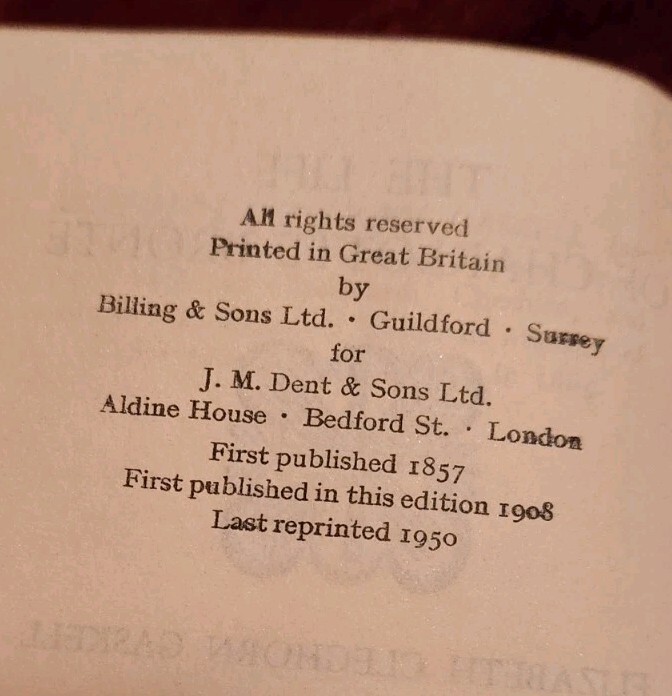 All rights reserved
Printed in Great Britain
by
Billing & Sons Ltd. · Guildford · Surrey
for
J. M. Dent & Sons Ltd.
Aldine House · Bedford St. · London
First published 1857
First published in this edition 1908
Last reprinted 1950